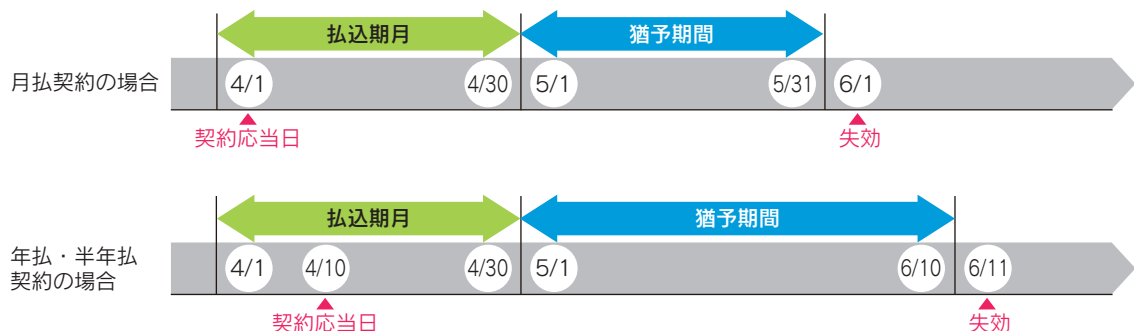 払込期月 猶予期間
月払契約の場合 4/1 4/30 5/1 5/31 6/1
契約応当日 失効
払込期月 猶予期間
年払・半年払
契約の場合
4/1 4/10 4/30 5/1 6/10 6/11
契約応当日 失効